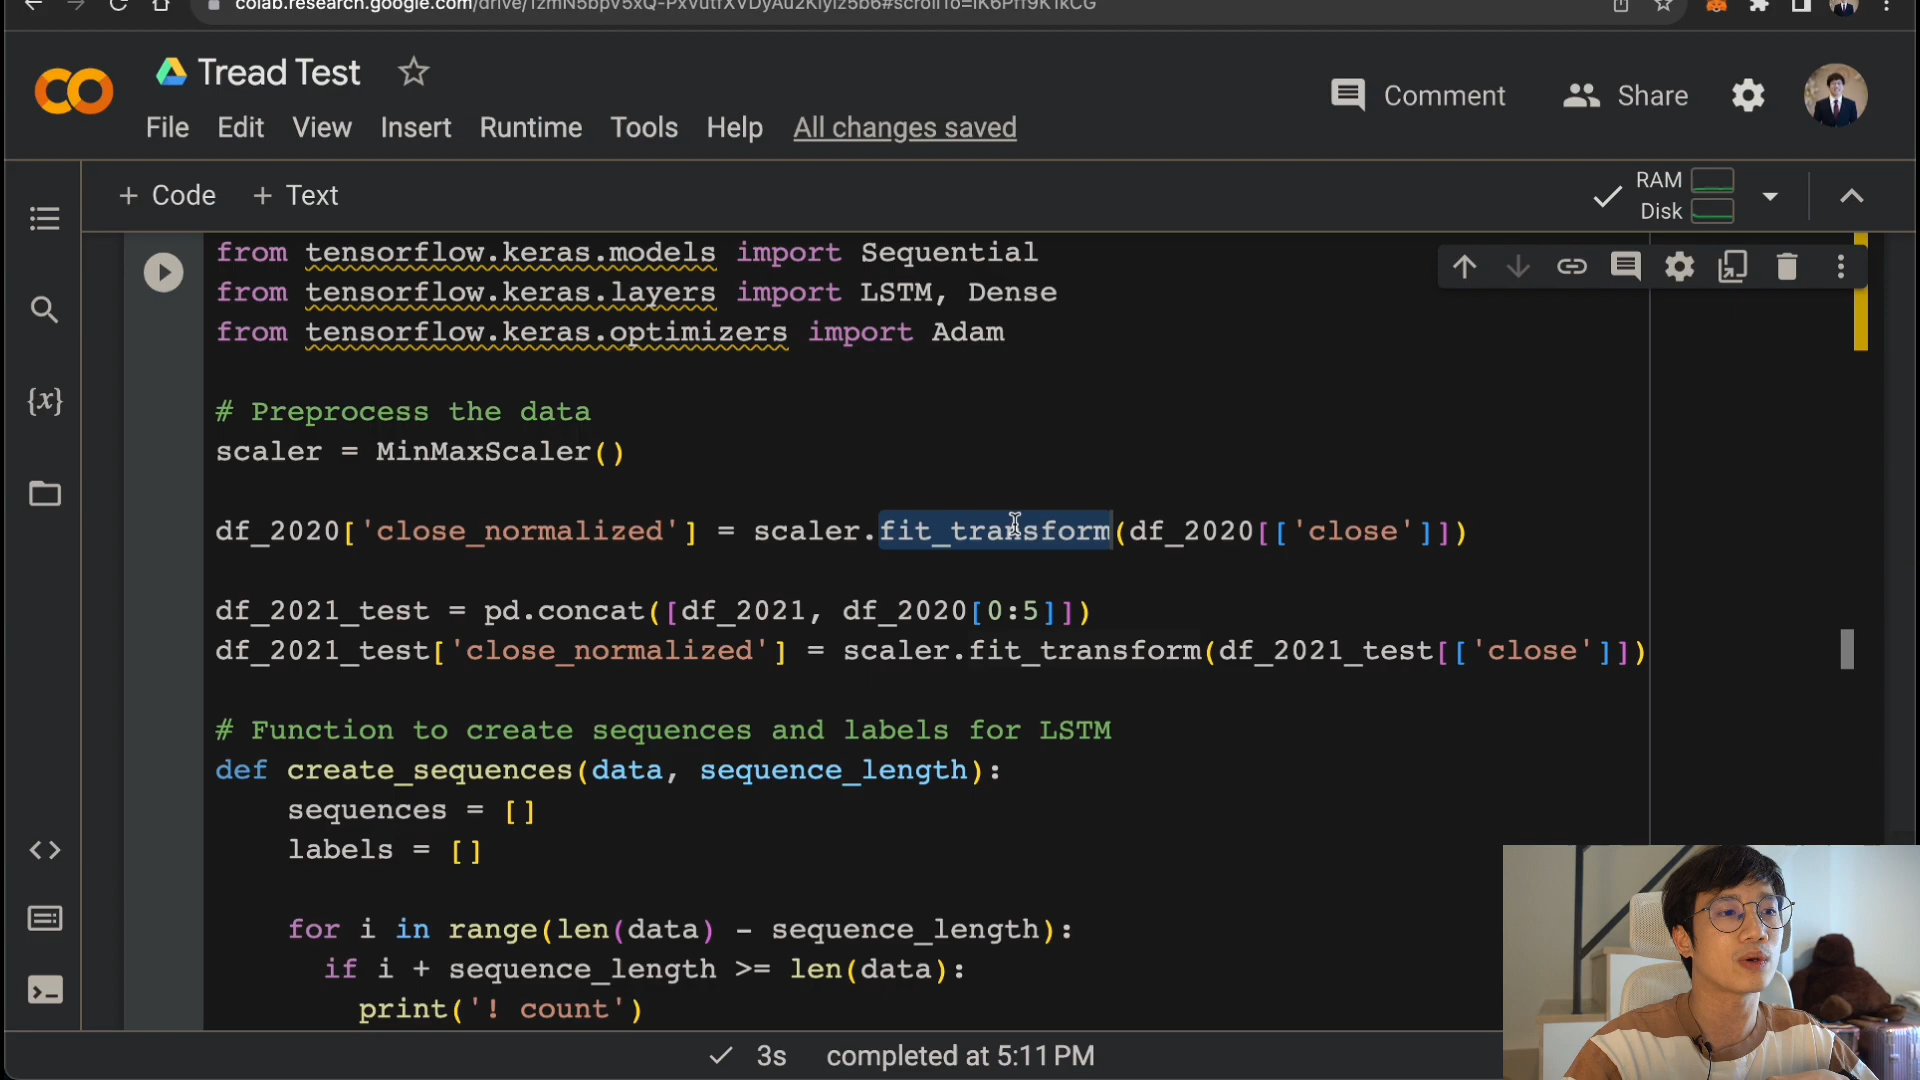 Tread Test
Comment
Share
File Edit View Insert Runtime Tools Help All changes saved
+ Code + Text
RAM
Disk
from tensorflow.keras.models import Sequential
from tensorflow.keras.layers import LSTM, Dense
from tensorflow.keras.optimizers import Adam
# Preprocess the data
scaler = MinMaxScaler()
df_2020['close_normalized'] = scaler.fit_transform(df_2020[['close']])
df_2021_test = pd.concat([df_2021, df_2020[0:5]])
df_2021_test['close_normalized'] = scaler.fit_transform(df_2021_test[['close']])
# Function to create sequences and labels for LSTM
def create_sequences(data, sequence_length):
sequences = []
labels = []
for i in range(len(data) - sequence_length):
if i + sequence_length >= len(data):
print('! count')
3s completed at 5:11 PM